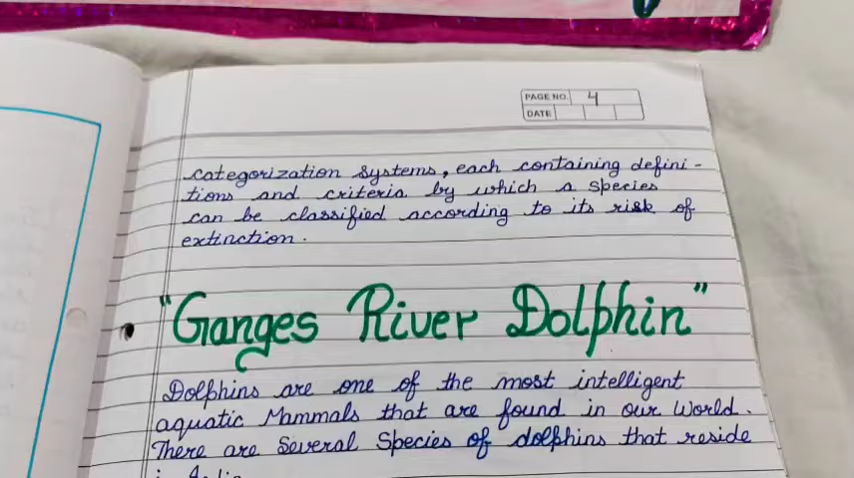 PAGE NO. 4
DATE
categorization systems, each containing defini-
tions and criteria by which a species
can be classified according to its risk of
extinction.
"Ganges River Dolphin"
Dolphins are one of the most intelligent
aquatic Mammals that are found in our World.
There are Several Species of dolphins that reside